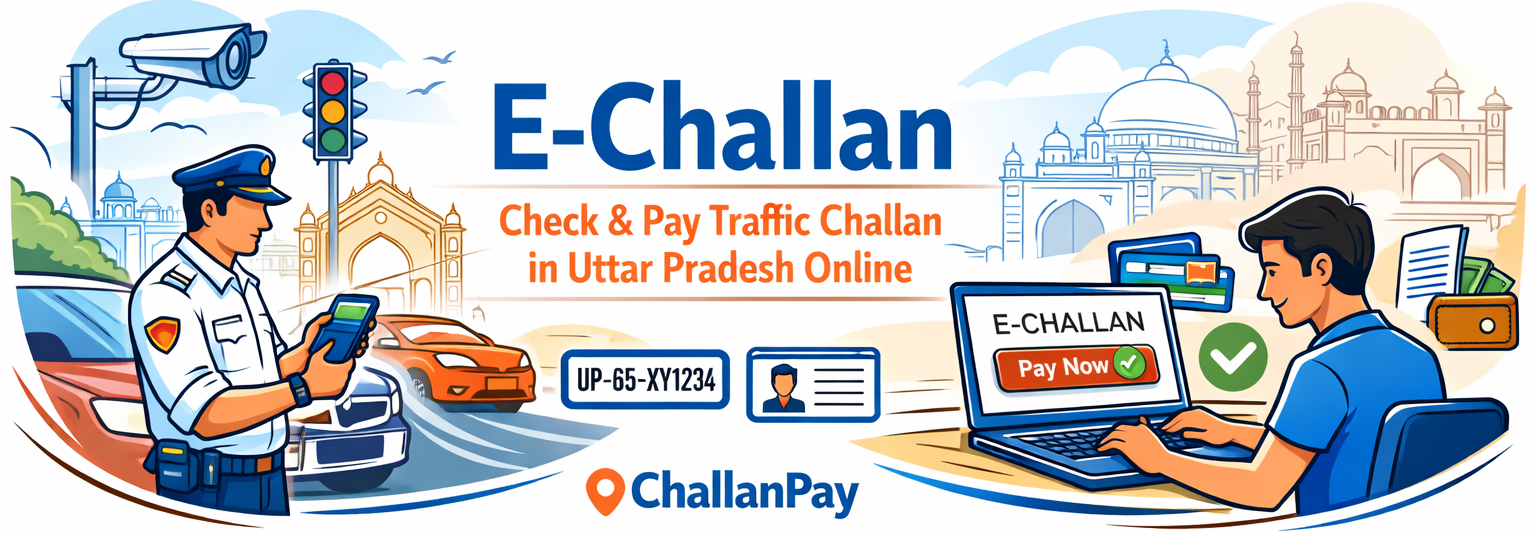 E-Challan
Check & Pay Traffic Challan
in Uttar Pradesh Online
UP-65-XY1234
E-CHALLAN
Pay Now
ChallanPay